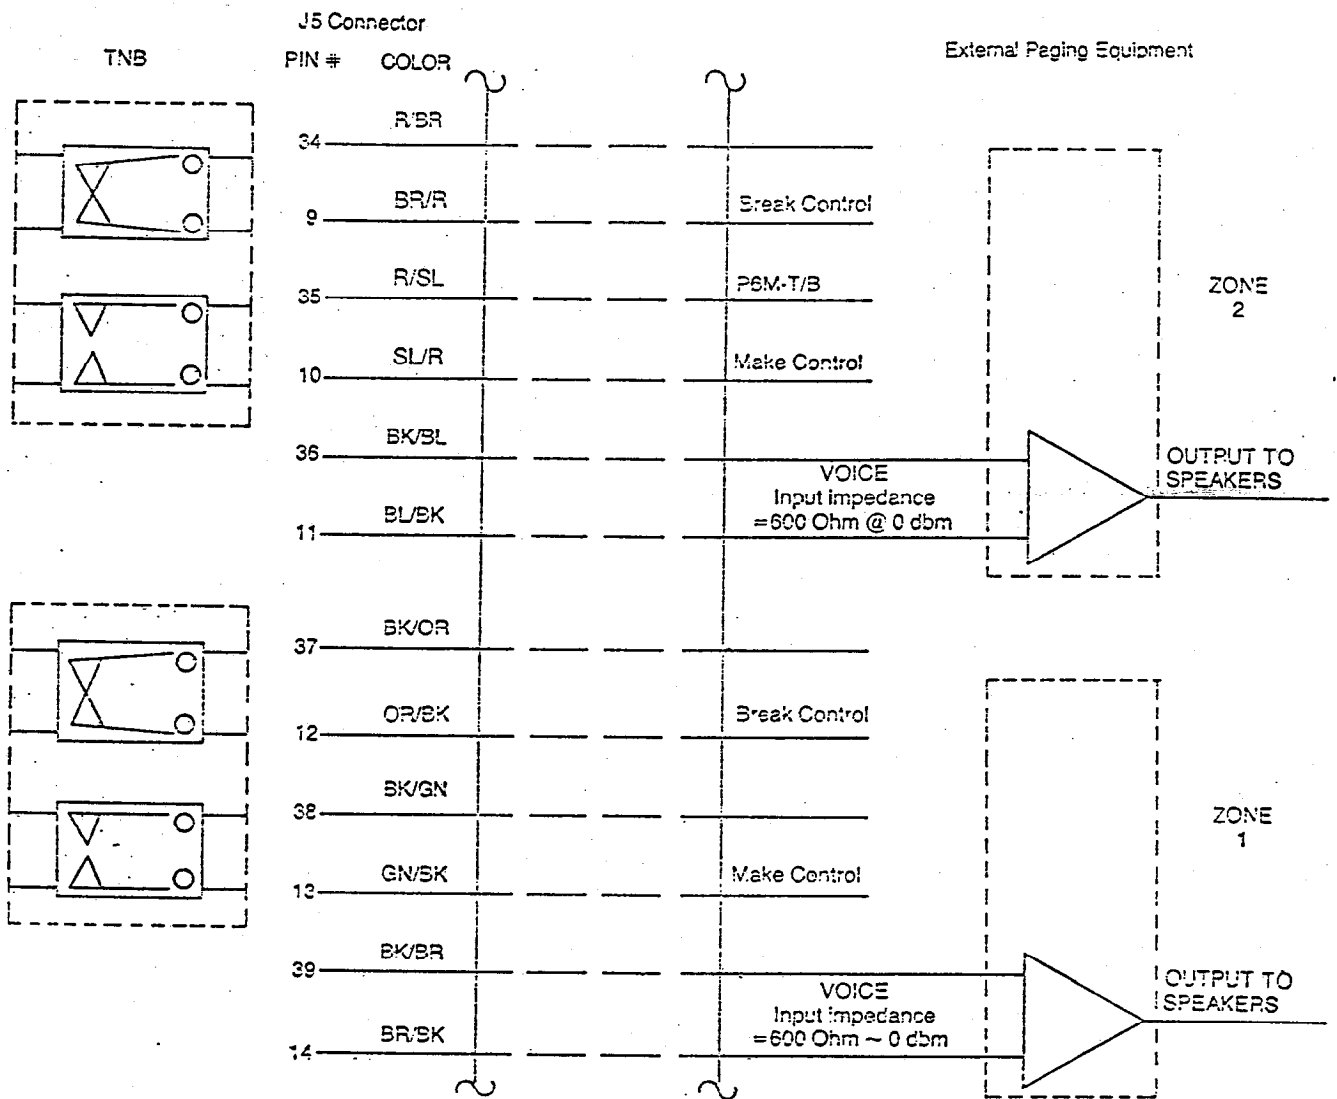 J5 Connector
TNB
PIN #
COLOR
External Paging Equipment
34
R/BR
9
BR/R
Break Control
35
R/SL
P6M-T/B
10
SL/R
Make Control
ZONE
2
36
BK/BL
11
BL/BK
VOICE
Input impedance
=600 Ohm @ 0 dbm
OUTPUT TO
SPEAKERS
37
BK/OR
12
OR/BK
Break Control
38
BK/GN
13
GN/BK
Make Control
ZONE
1
39
BK/BR
14
BR/BK
VOICE
Input impedance
=600 Ohm ~ 0 dbm
OUTPUT TO
SPEAKERS